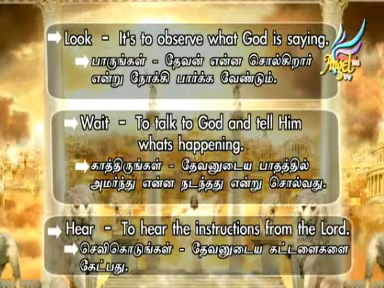 Look - It's to observe what God is saying.
பாருங்கள் - தேவன் என்ன சொல்கிறார்
என்று நோக்கி பார்க்க வேண்டும்.
Angel
TV
Wait - To talk to God and tell Him
whats happening.
காத்திருங்கள் - தேவனுடைய பாதத்தில்
அமர்ந்து என்ன நடந்தது என்று சொல்வது.
Hear - To hear the instructions from the Lord.
செவிகொடுங்கள் - தேவனுடைய கட்டளைகளை
கேட்பது.